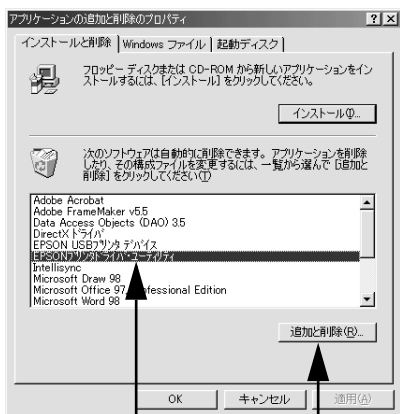 アプリケーションの追加と削除のプロパティ
インストールと削除 Windows ファイル 起動ディスク
フロッピー ディスクまたは CD-ROM から新しいアプリケーションをイン
ストールするには、[インストール] をクリックしてください。
インストール(I)...
次のソフトウェアは自動的に削除できます。アプリケーションを削除
したり、その構成ファイルを変更するには、一覧から選んで [追加と
削除] をクリックしてください(T)
Adobe Acrobat
Adobe FrameMaker v5.5
Data Access Objects (DAO) 3.5
DirectX ドライバ
EPSON USBプリンタ デバイス
EPSONプリンタドライバ・ユーティリティ
Intellisync
Microsoft Draw 98
Microsoft Office 97, Professional Edition
Microsoft Word 98
追加と削除(R)...
OK キャンセル 適用(A)